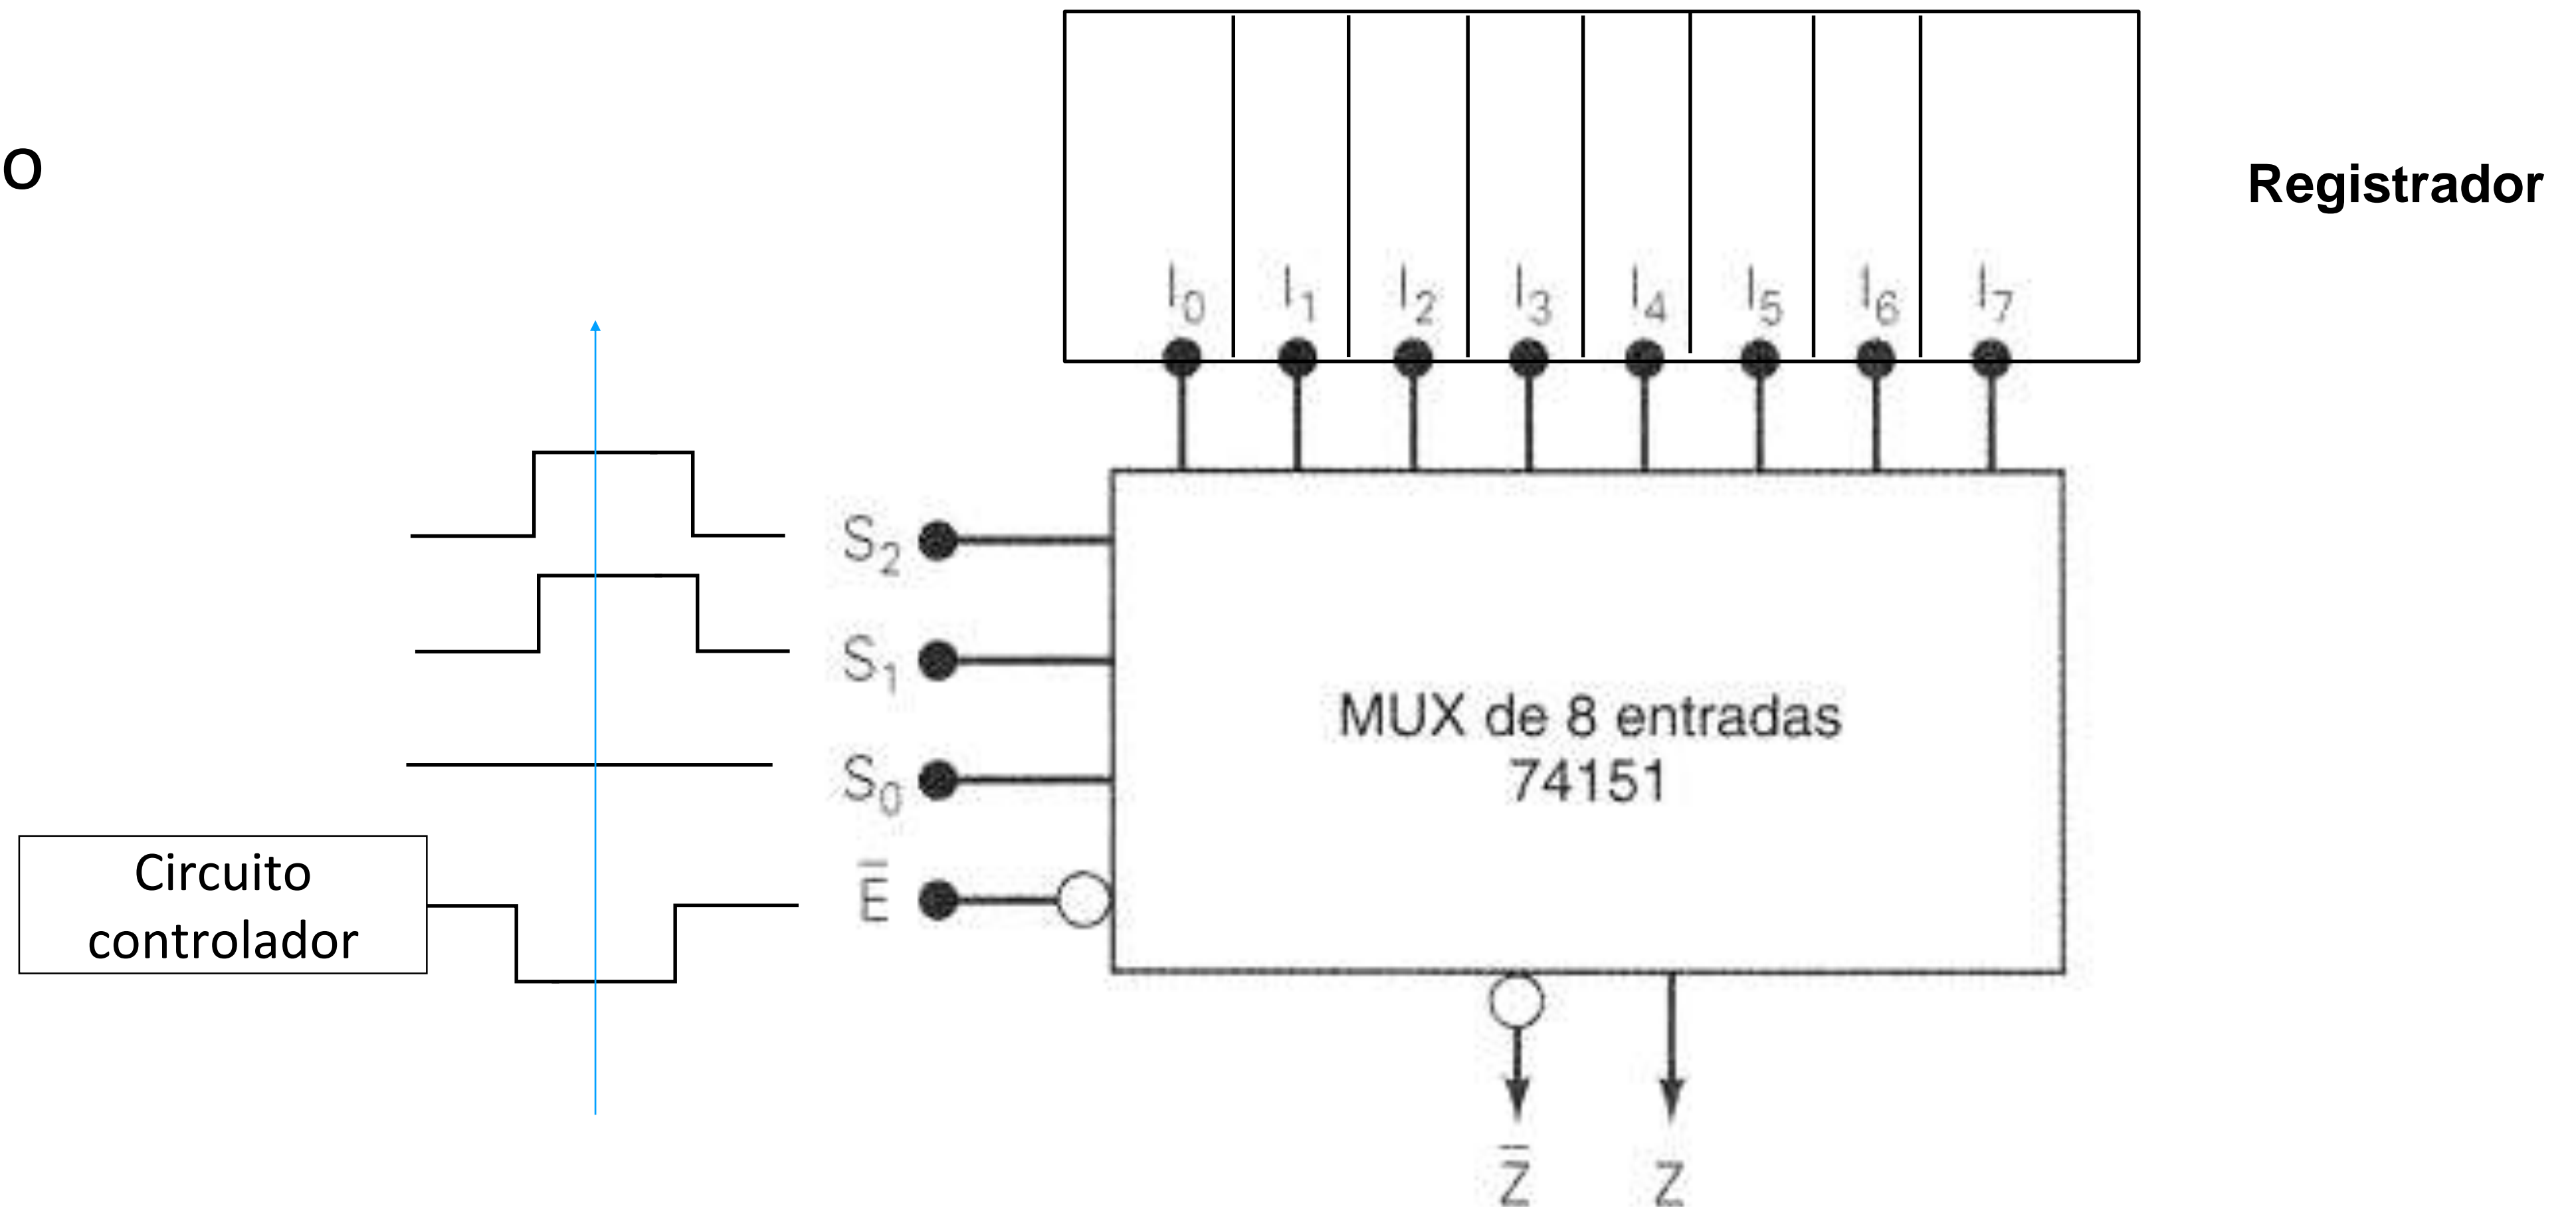 o
Registrador
I0 I1 I2 I3 I4 I5 I6 I7
S2
S1
MUX de 8 entradas
74151
S0
E̅
Circuito
controlador
Z̅ Z